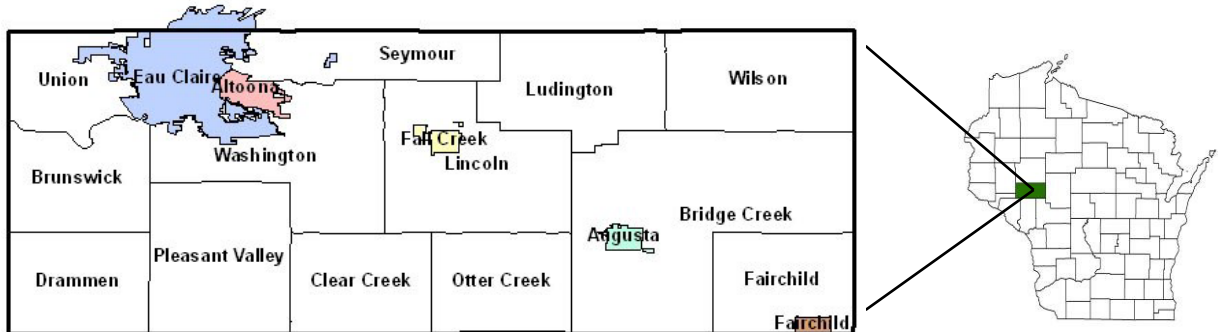 Seymour
Union
Eau Claire
Altoona
Ludington
Wilson
Fall Creek
Washington
Lincoln
Brunswick
Bridge Creek
Augusta
Pleasant Valley
Drammen
Clear Creek
Otter Creek
Fairchild
Fairchild